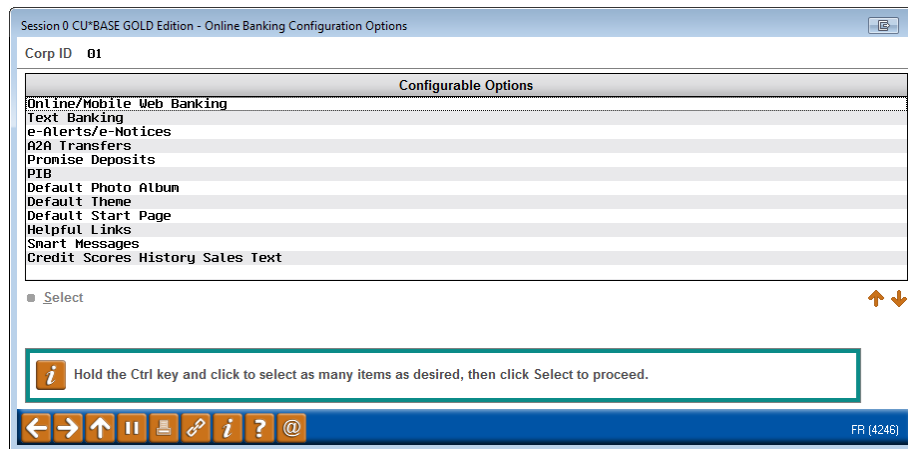 Session 0 CU*BASE GOLD Edition - Online Banking Configuration Options
Corp ID 01
Configurable Options
Online/Mobile Web Banking
Text Banking
e-Alerts/e-Notices
A2A Transfers
Promise Deposits
PIB
Default Photo Album
Default Theme
Default Start Page
Helpful Links
Smart Messages
Credit Scores History Sales Text
Select
i Hold the Ctrl key and click to select as many items as desired, then click Select to proceed.
i ? @ FR (4246)